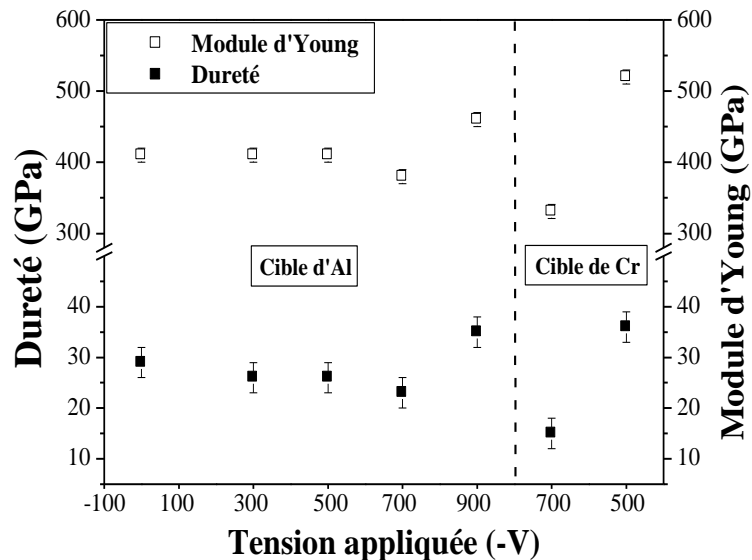 600
500
400
300
40
30
20
10
Dureté (GPa)
Module d'Young
Dureté
Cible d'Al
Cible de Cr
600
500
400
300
40
30
20
10
Module d'Young (GPa)
-100 100 300 500 700 900 700 500
Tension appliquée (-V)